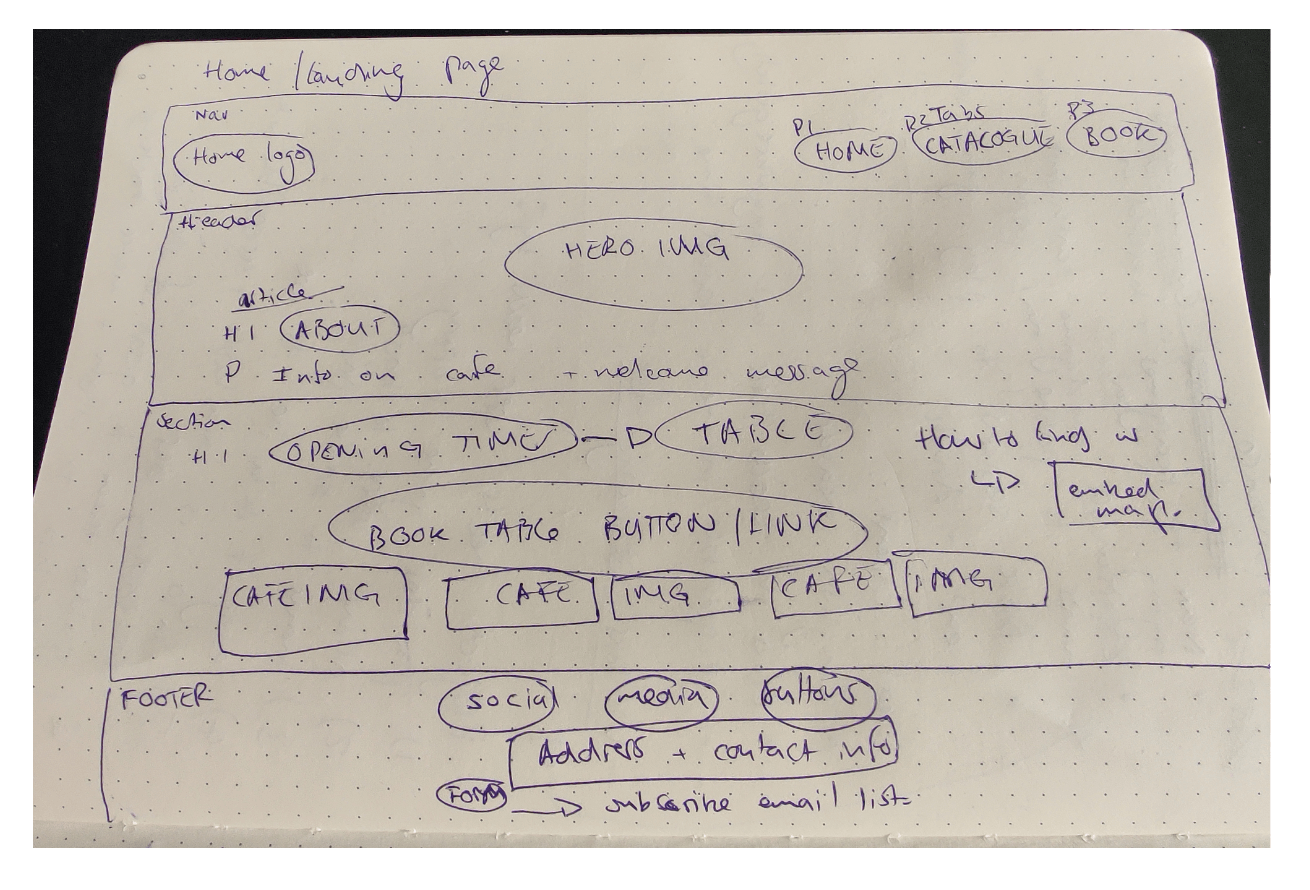 Home / landing page
Nav
P1 P2 Tabs P3
Home logo HOME CATALOGUE BOOK
Header
HERO IMG
article
H1 ABOUT
P Info on cafe + welcome message
Section
H1 OPENING TIMES TABLE How to find us
embed map.
BOOK TABLE BUTTON / LINK
CAFE IMG CAFE IMG CAFE IMG
FOOTER social media buttons
Address + contact info
Form subscribe email list